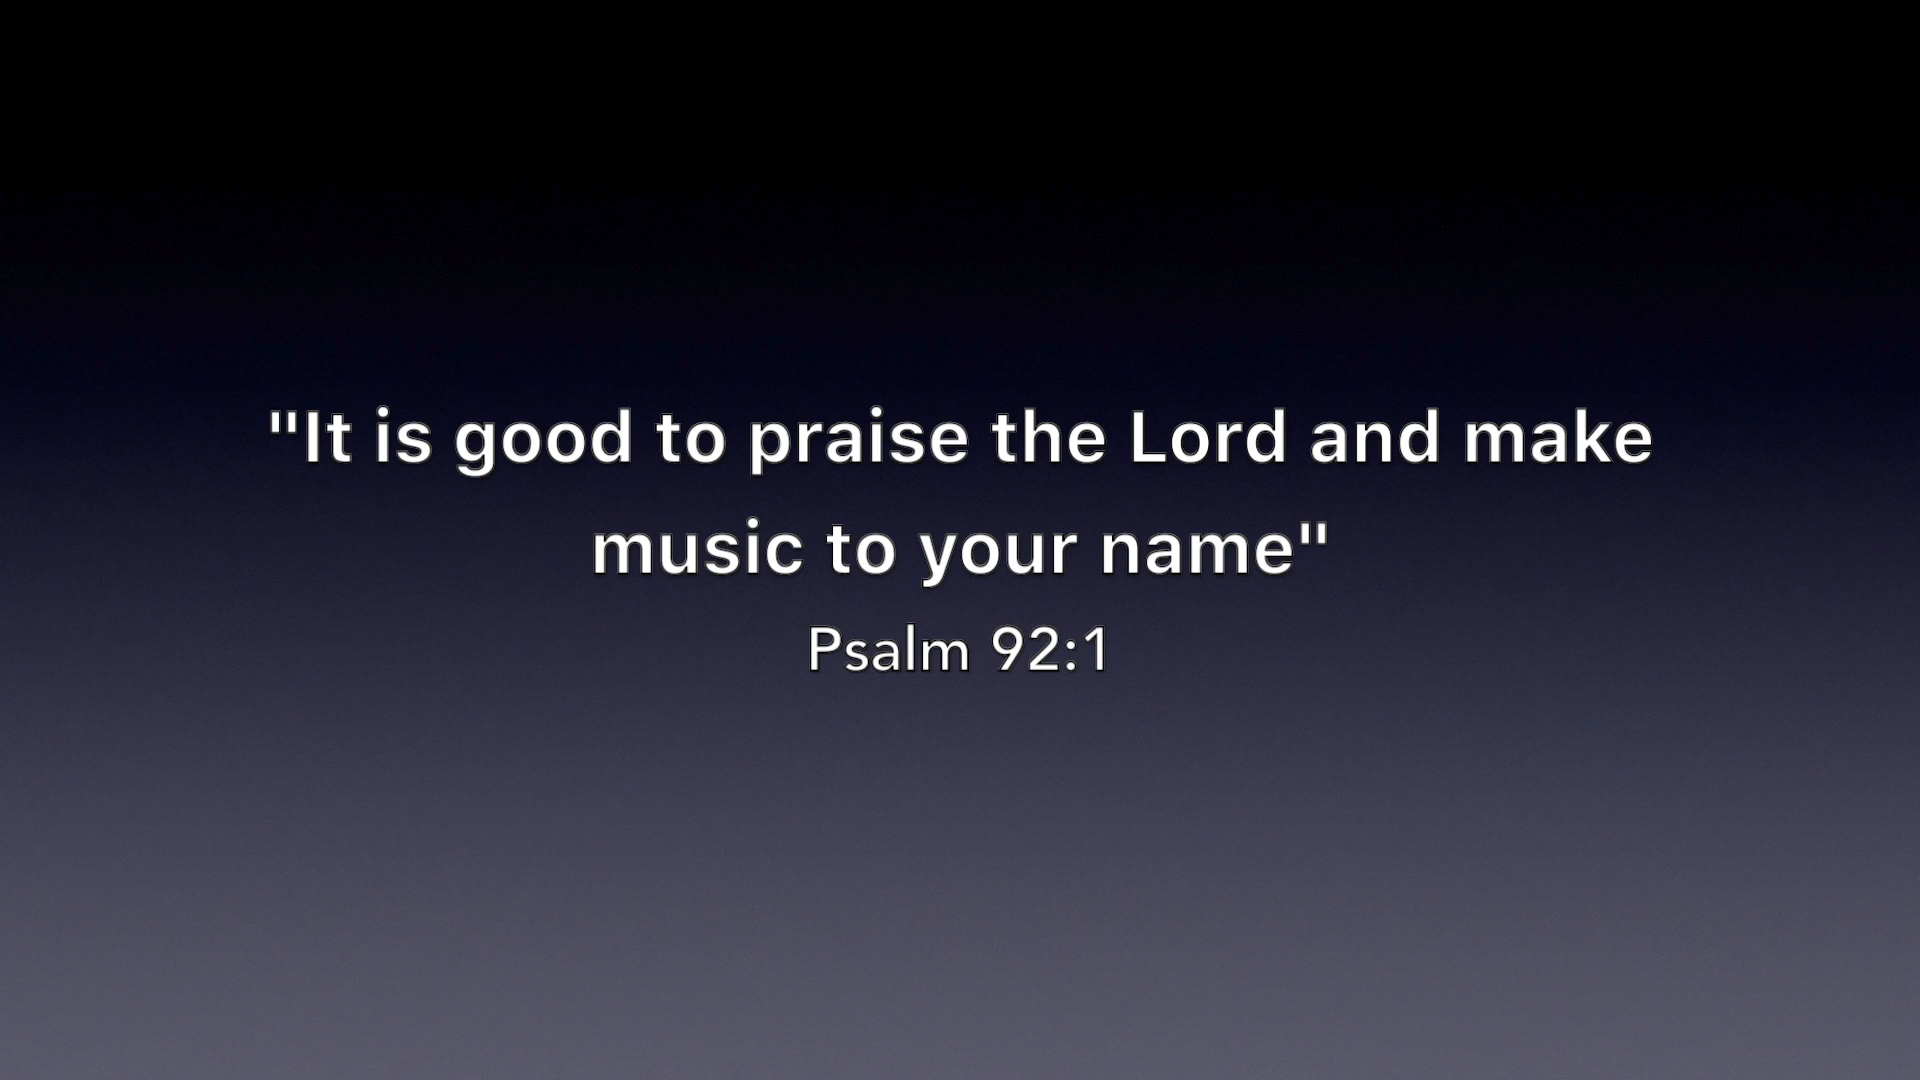 "It is good to praise the Lord and make
music to your name"
Psalm 92:1